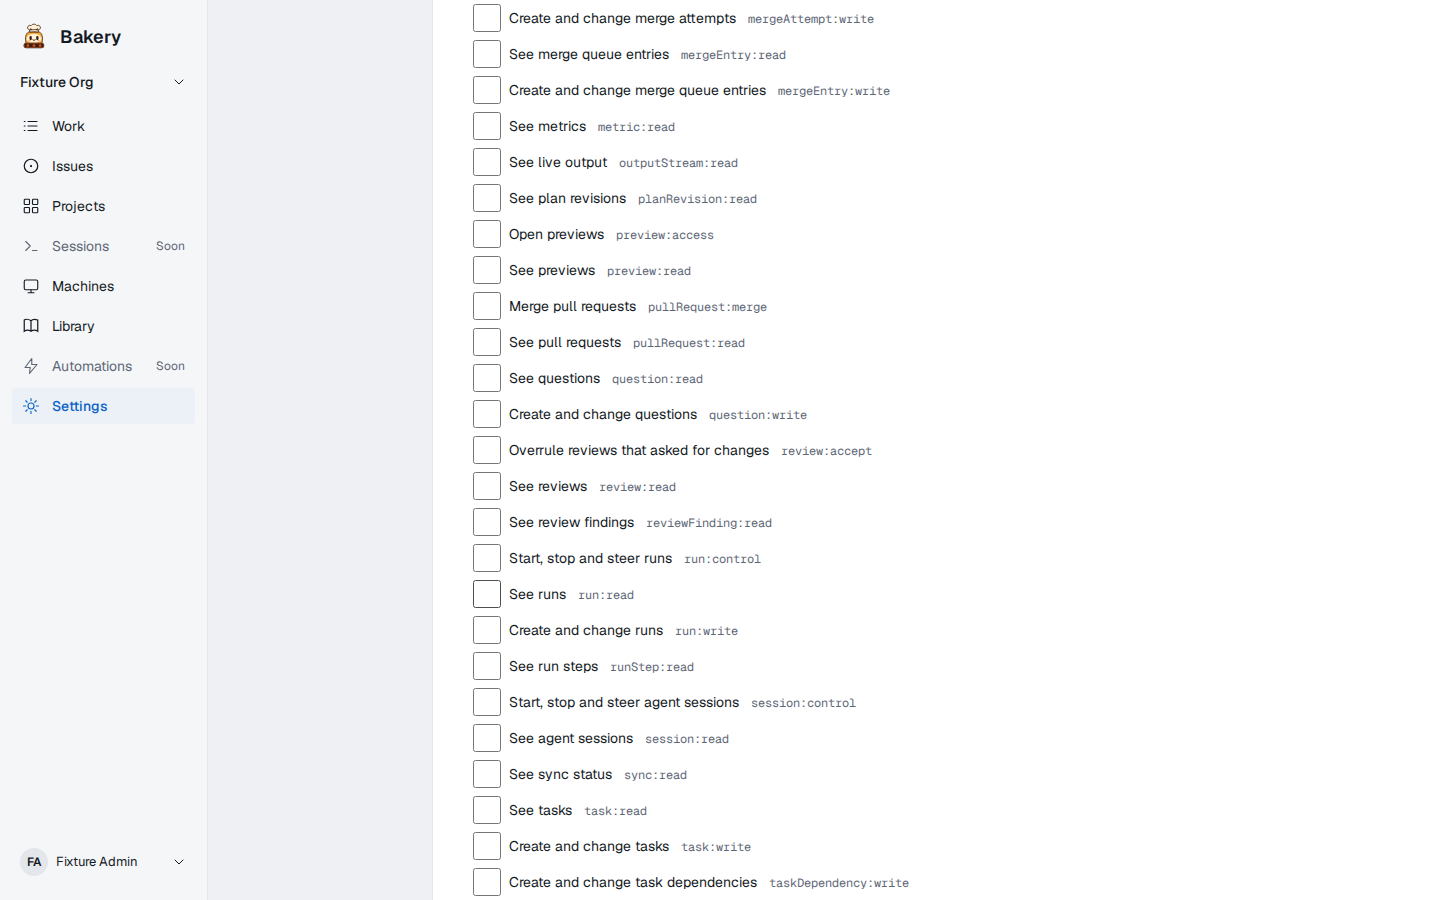 Bakery
Fixture Org
Work
Issues
Projects
Sessions Soon
Machines
Library
Automations Soon
Settings
FA Fixture Admin
Create and change merge attempts mergeAttempt:write
See merge queue entries mergeEntry:read
Create and change merge queue entries mergeEntry:write
See metrics metric:read
See live output outputStream:read
See plan revisions planRevision:read
Open previews preview:access
See previews preview:read
Merge pull requests pullRequest:merge
See pull requests pullRequest:read
See questions question:read
Create and change questions question:write
Overrule reviews that asked for changes review:accept
See reviews review:read
See review findings reviewFinding:read
Start, stop and steer runs run:control
See runs run:read
Create and change runs run:write
See run steps runStep:read
Start, stop and steer agent sessions session:control
See agent sessions session:read
See sync status sync:read
See tasks task:read
Create and change tasks task:write
Create and change task dependencies taskDependency:write